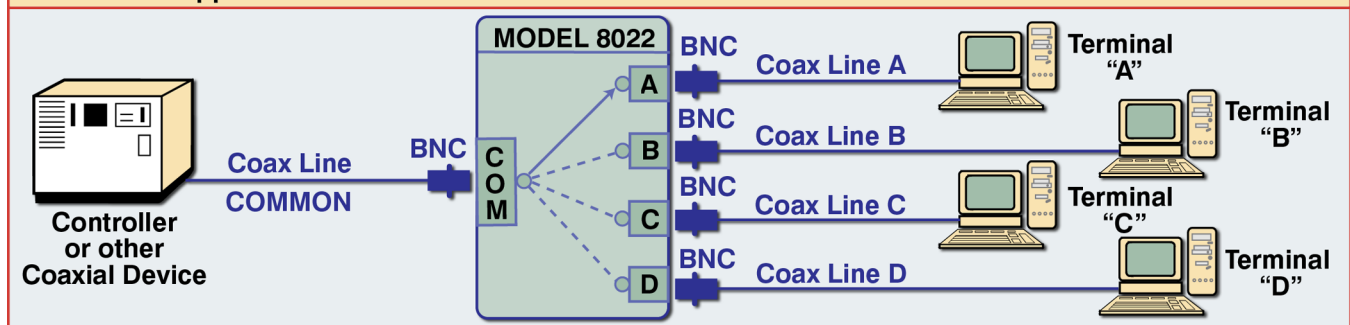 MODEL 8022
BNC
Coax Line A
Terminal
“A”
A
BNC
Coax Line B
Terminal
“B”
B
BNC
Coax Line
COMMON
C
O
M
BNC
Coax Line C
Terminal
“C”
C
Controller
or other
Coaxial Device
BNC
Coax Line D
Terminal
“D”
D